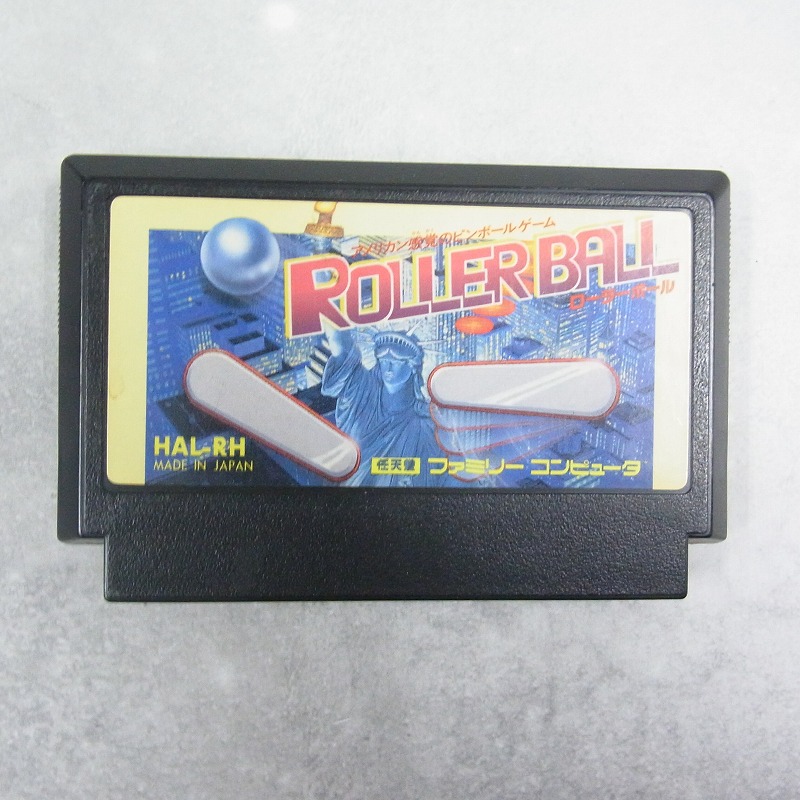 アメリカン感覚のピンボールゲーム
ROLLERBALL
ローラーボール
HAL-RH
MADE IN JAPAN
任天堂 ファミリーコンピュータ